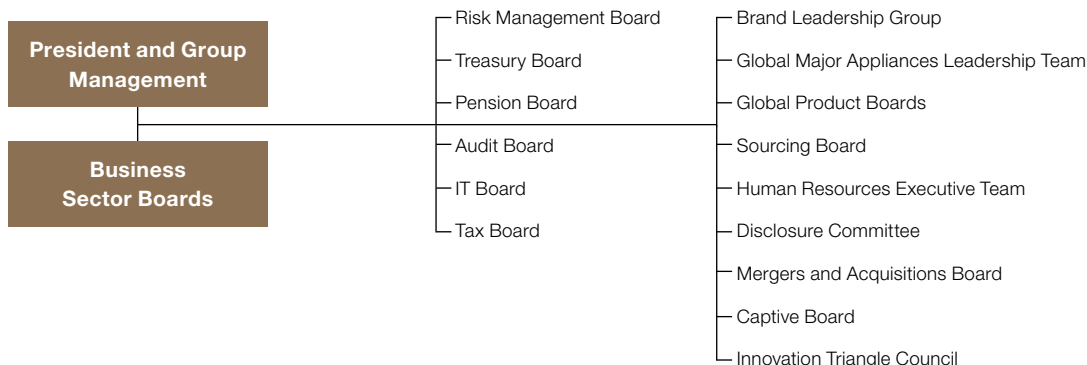 President and Group
Management
Business
Sector Boards
Risk Management Board
Treasury Board
Pension Board
Audit Board
IT Board
Tax Board
Brand Leadership Group
Global Major Appliances Leadership Team
Global Product Boards
Sourcing Board
Human Resources Executive Team
Disclosure Committee
Mergers and Acquisitions Board
Captive Board
Innovation Triangle Council